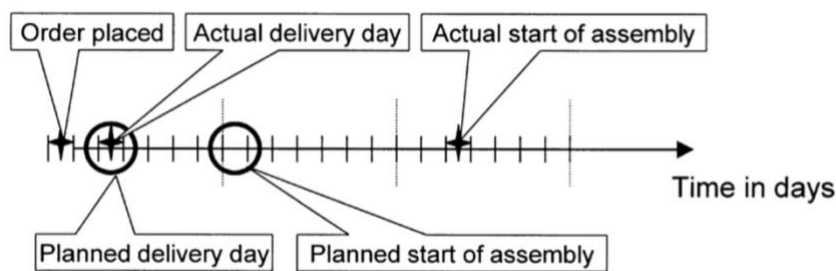 Order placed
Actual delivery day
Actual start of assembly
Time in days
Planned delivery day
Planned start of assembly